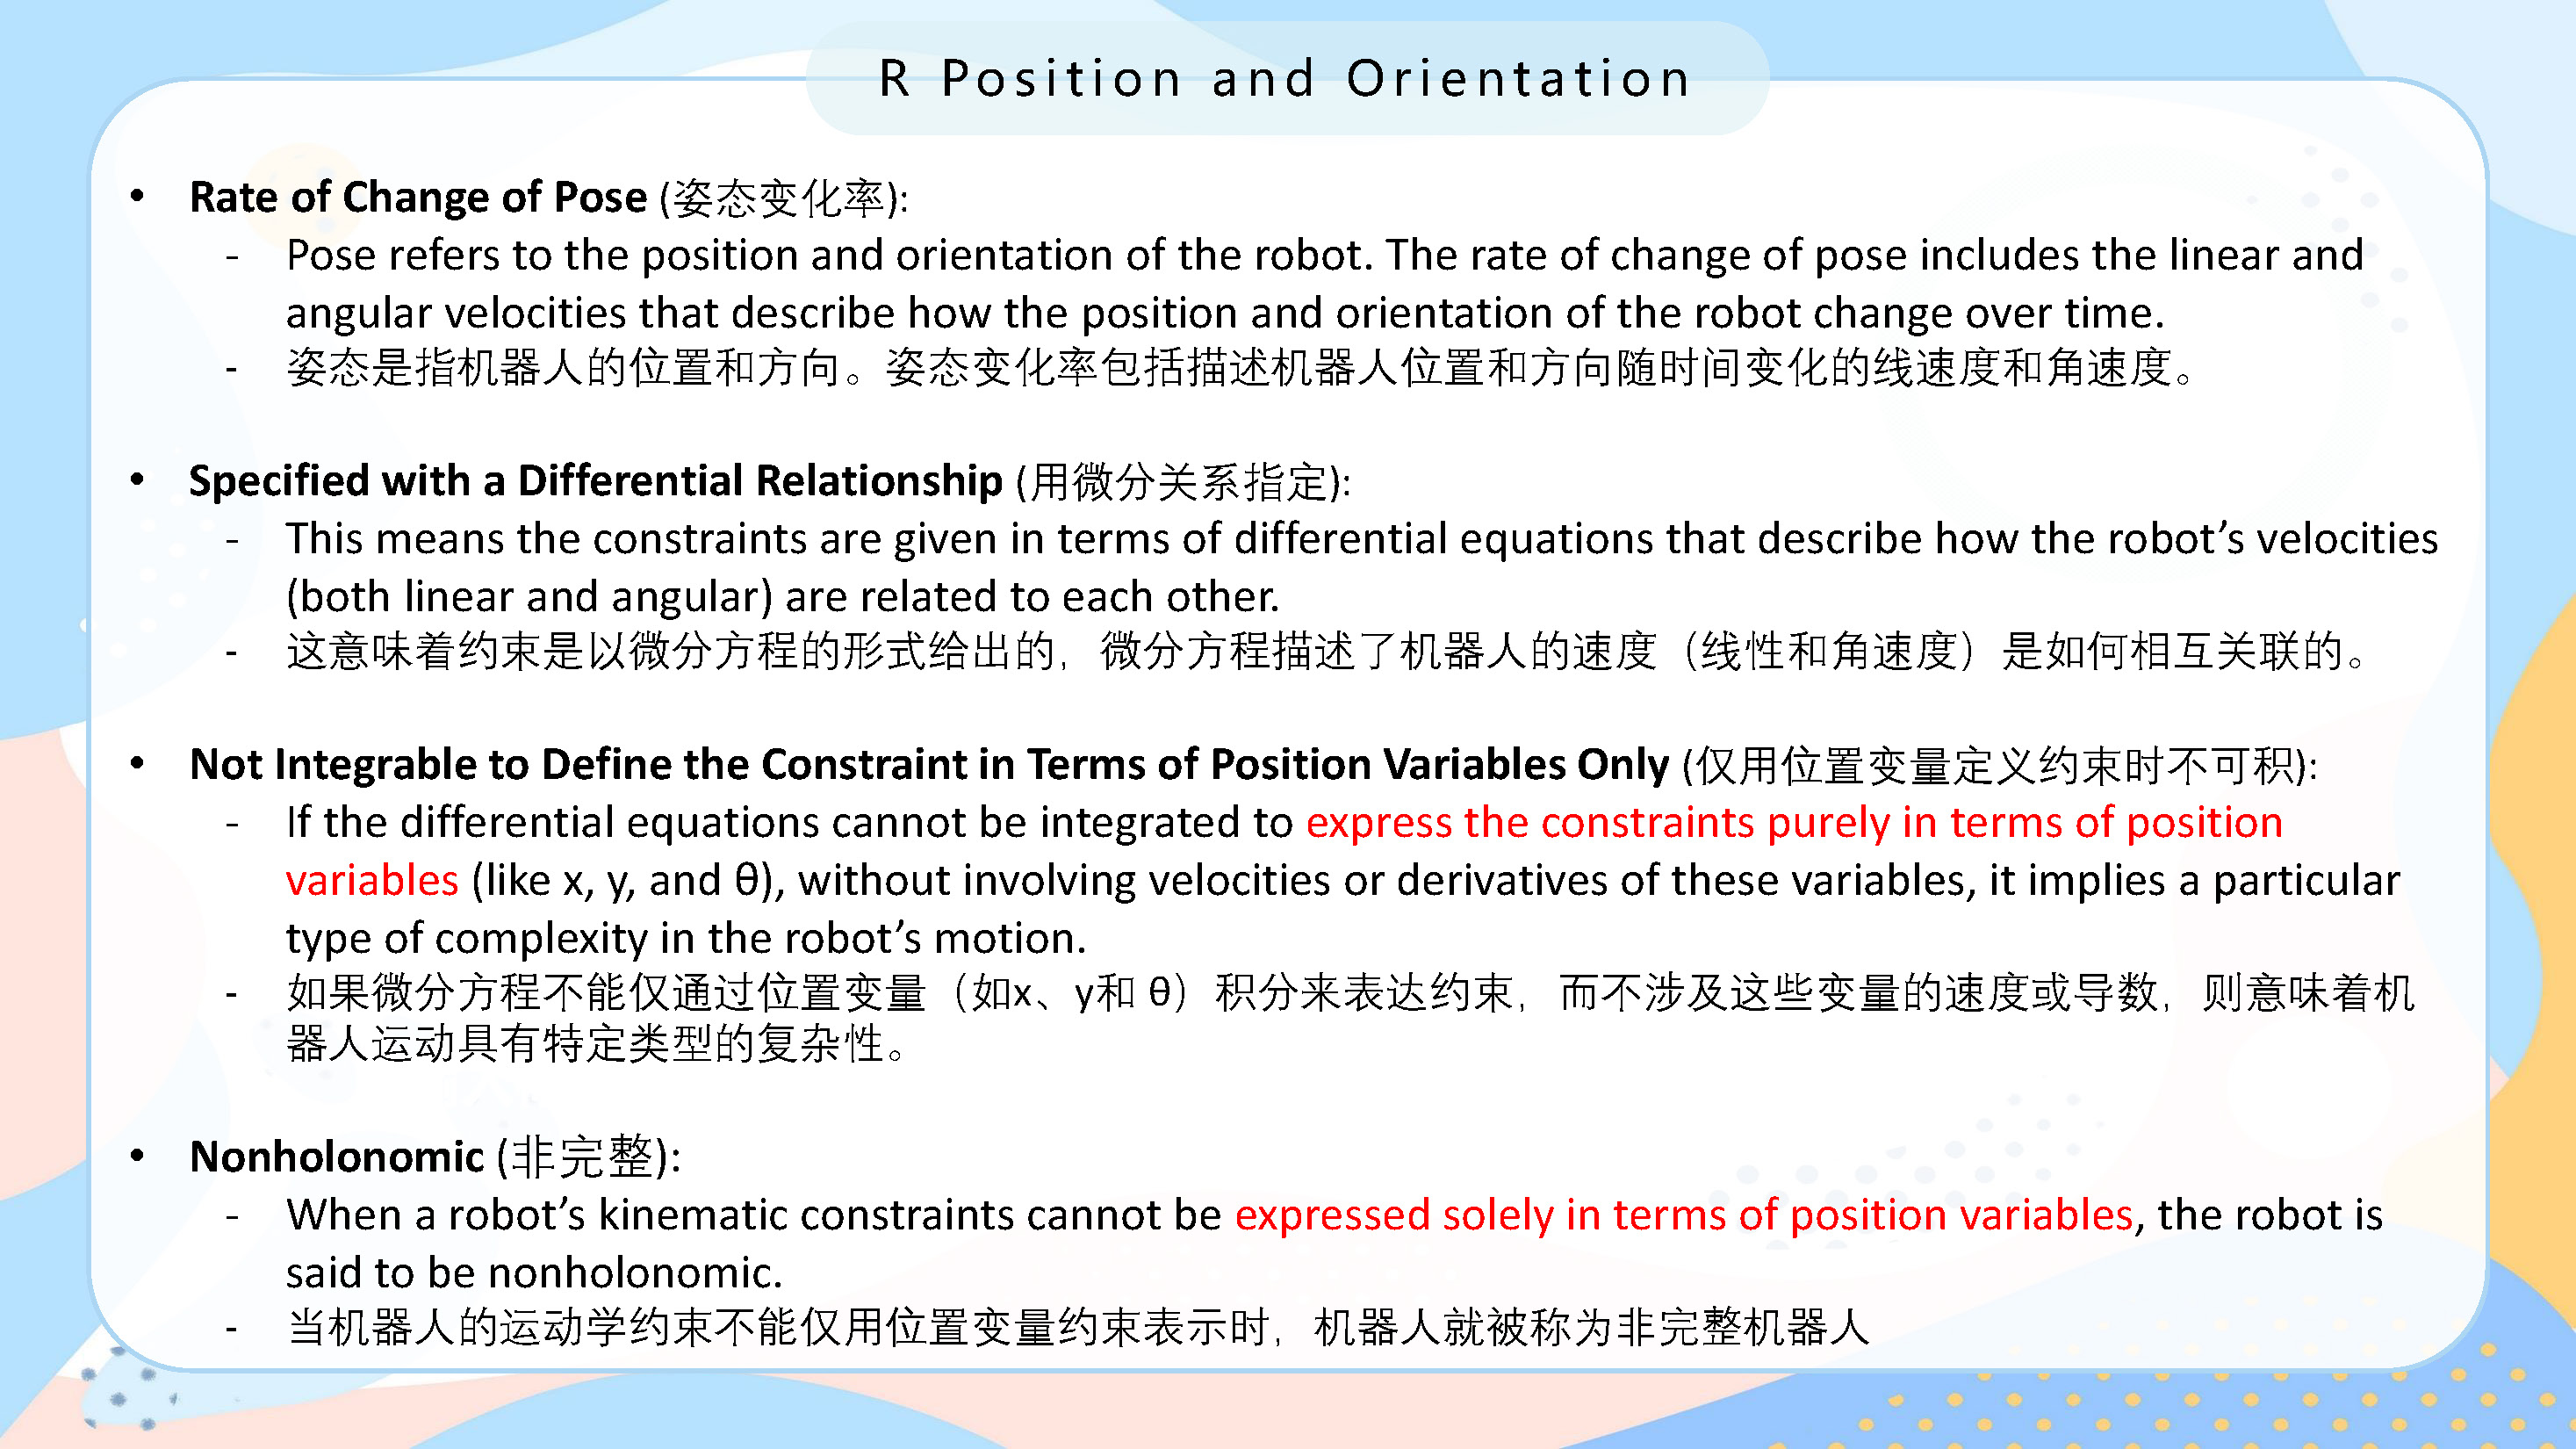 R Position and Orientation
• Rate of Change of Pose (姿态变化率):
- Pose refers to the position and orientation of the robot. The rate of change of pose includes the linear and
angular velocities that describe how the position and orientation of the robot change over time.
- 姿态是指机器人的位置和方向。姿态变化率包括描述机器人位置和方向随时间变化的线速度和角速度。
• Specified with a Differential Relationship (用微分关系指定):
- This means the constraints are given in terms of differential equations that describe how the robot’s velocities
(both linear and angular) are related to each other.
- 这意味着约束是以微分方程的形式给出的，微分方程描述了机器人的速度（线性和角速度）是如何相互关联的。
• Not Integrable to Define the Constraint in Terms of Position Variables Only (仅用位置变量定义约束时不可积):
- If the differential equations cannot be integrated to express the constraints purely in terms of position
variables (like x, y, and θ), without involving velocities or derivatives of these variables, it implies a particular
type of complexity in the robot’s motion.
- 如果微分方程不能仅通过位置变量（如x、y和 θ）积分来表达约束，而不涉及这些变量的速度或导数，则意味着机
器人运动具有特定类型的复杂性。
• Nonholonomic (非完整):
- When a robot’s kinematic constraints cannot be expressed solely in terms of position variables, the robot is
said to be nonholonomic.
- 当机器人的运动学约束不能仅用位置变量约束表示时，机器人就被称为非完整机器人